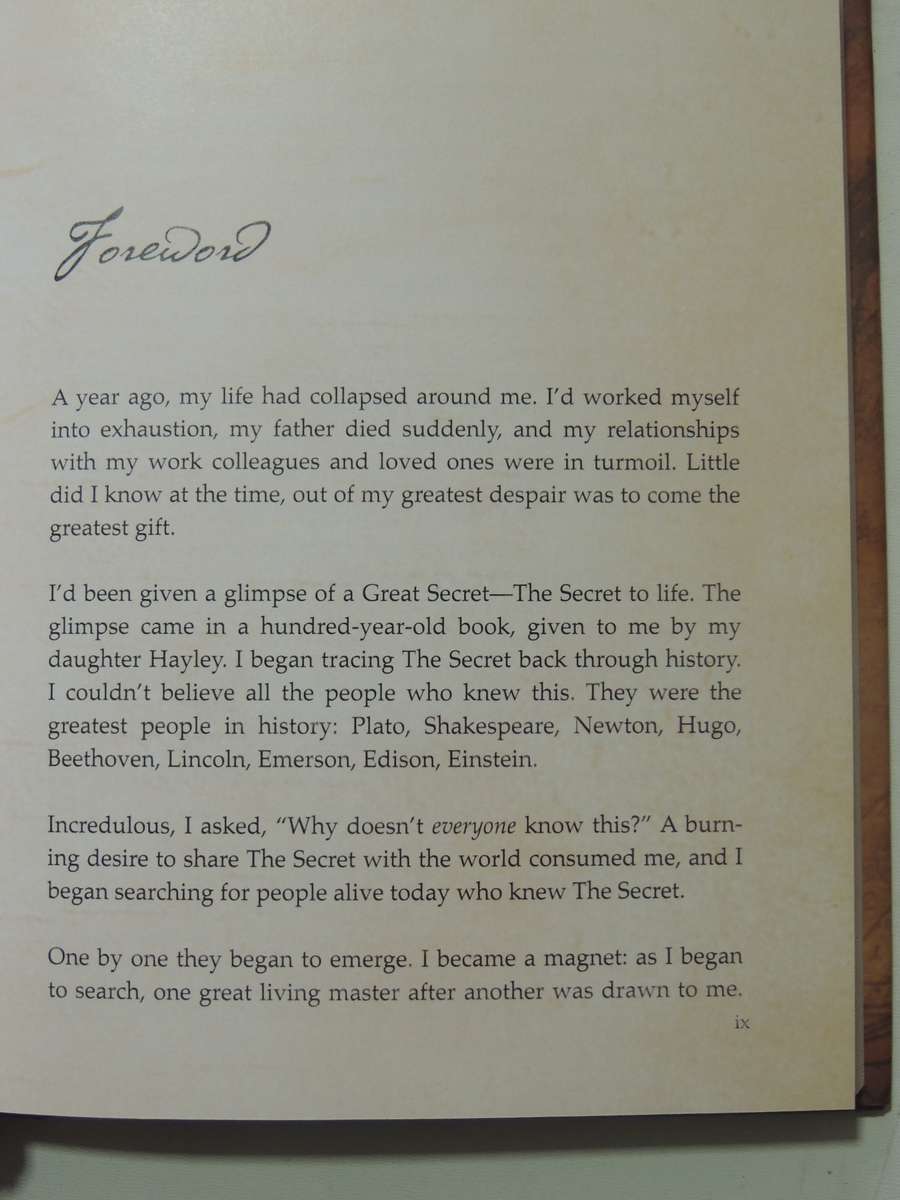 Foreword
A year ago, my life had collapsed around me. I'd worked myself
into exhaustion, my father died suddenly, and my relationships
with my work colleagues and loved ones were in turmoil. Little
did I know at the time, out of my greatest despair was to come the
greatest gift.
I'd been given a glimpse of a Great Secret—The Secret to life. The
glimpse came in a hundred-year-old book, given to me by my
daughter Hayley. I began tracing The Secret back through history.
I couldn't believe all the people who knew this. They were the
greatest people in history: Plato, Shakespeare, Newton, Hugo,
Beethoven, Lincoln, Emerson, Edison, Einstein.
Incredulous, I asked, "Why doesn't everyone know this?" A burn-
ing desire to share The Secret with the world consumed me, and I
began searching for people alive today who knew The Secret.
One by one they began to emerge. I became a magnet: as I began
to search, one great living master after another was drawn to me.
ix